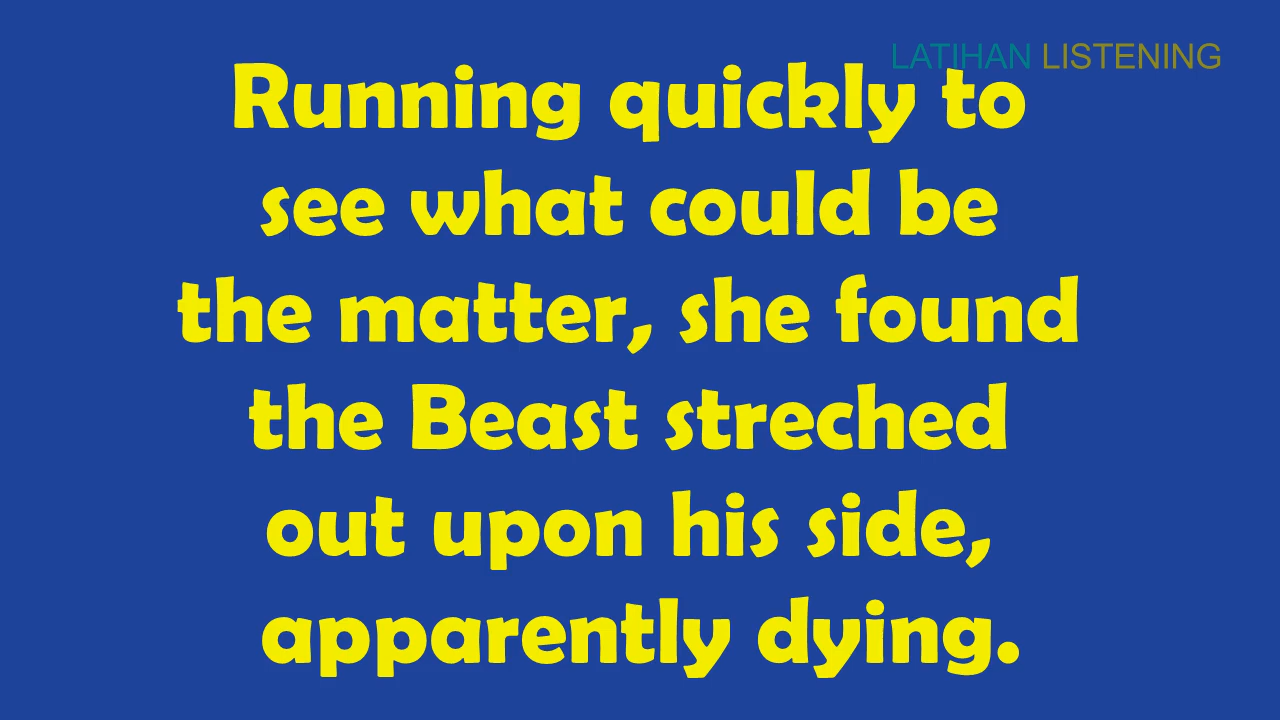 LATIHAN LISTENING
Running quickly to
see what could be
the matter, she found
the Beast streched
out upon his side,
apparently dying.